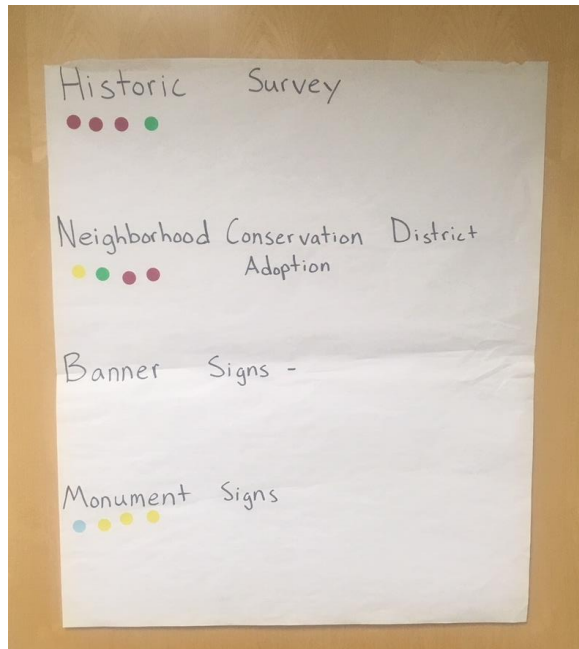 Historic Survey
Neighborhood Conservation District
Adoption
Banner Signs -
Monument Signs